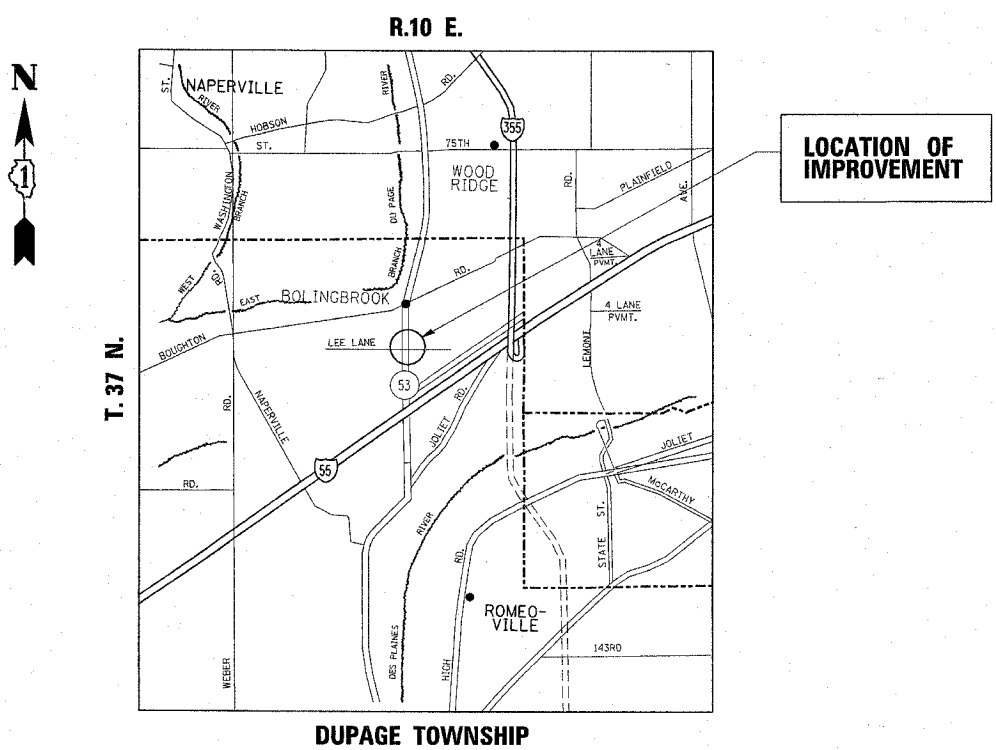 R.10 E.
N
1
T. 37 N.
NAPERVILLE
ST.
RIVER
HOBSON
ST.
RIVER
RD.
355
75TH
WOOD
RIDGE
RD.
PLAINFIELD
AVE.
LOCATION OF
IMPROVEMENT
WASHINGTON
BRANCH
DU PAGE
BRANCH
WEST
RD.
EAST
BOLINGBROOK
RD.
4
LANE
PVMT.
4 LANE
PVMT.
BOUGHTON
LEE LANE
LEMONT
53
NAPERVILLE
RD.
JOLIET
RD.
55
RD.
JOLIET
McCARTHY
STATE ST.
RIVER
RD.
ROMEO-
VILLE
DES PLAINES
HIGH
WEBER
143RD
DUPAGE TOWNSHIP